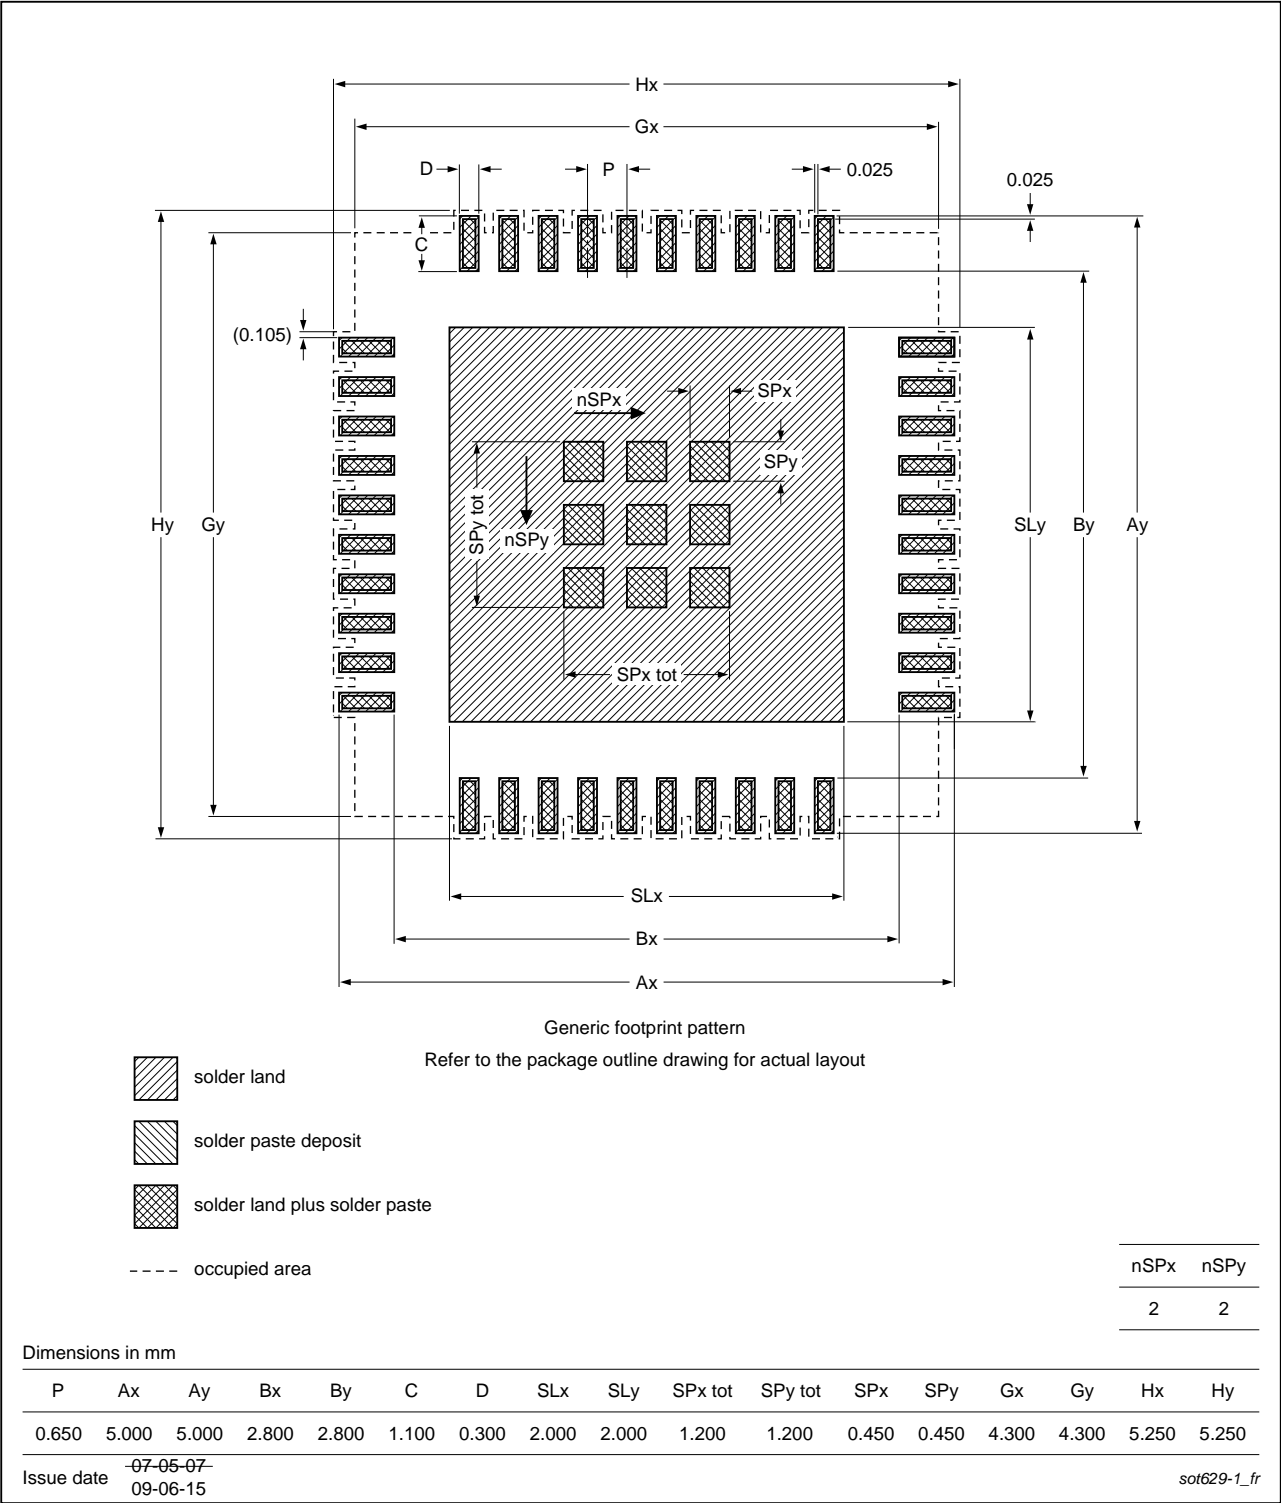 Hx
Gx
D
P
0.025
0.025
C
(0.105)
nSPx
SPx
SPy
SPy tot
nSPy
Hy
Gy
SLy
By
Ay
SPx tot
SLx
Bx
Ax
Generic footprint pattern
Refer to the package outline drawing for actual layout
solder land
solder paste deposit
solder land plus solder paste
occupied area
nSPx nSPy
2 2
Dimensions in mm
P Ax Ay Bx By C D SLx SLy SPx tot SPy tot SPx SPy Gx Gy Hx Hy
0.650 5.000 5.000 2.800 2.800 1.100 0.300 2.000 2.000 1.200 1.200 0.450 0.450 4.300 4.300 5.250 5.250
Issue date 07-05-07
09-06-15
sot629-1_fr